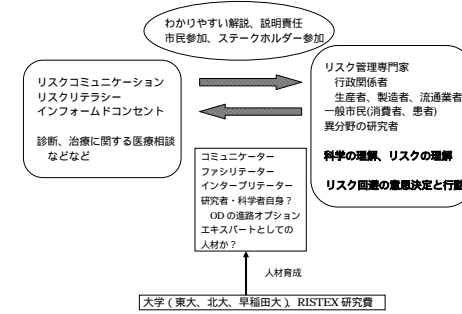 わかりやすい解説、説明責任
市民参加、ステークホルダー参加
リスクコミュニケーション
リスクリテラシー
インフォームドコンセント
診断、治療に関する医療相談
などなど
リスク管理専門家
行政関係者
生産者、製造者、流通業者
一般市民(消費者、患者)
異分野の研究者
科学の理解、リスクの理解
リスク回避の意思決定と行動
コミュニケーター
ファシリテーター
インタープリテーター
研究者・科学者自身？
ODの進路オプション
エキスパートとしての
人材か？
人材育成
大学（東大、北大、早稲田大）、RISTEX 研究費